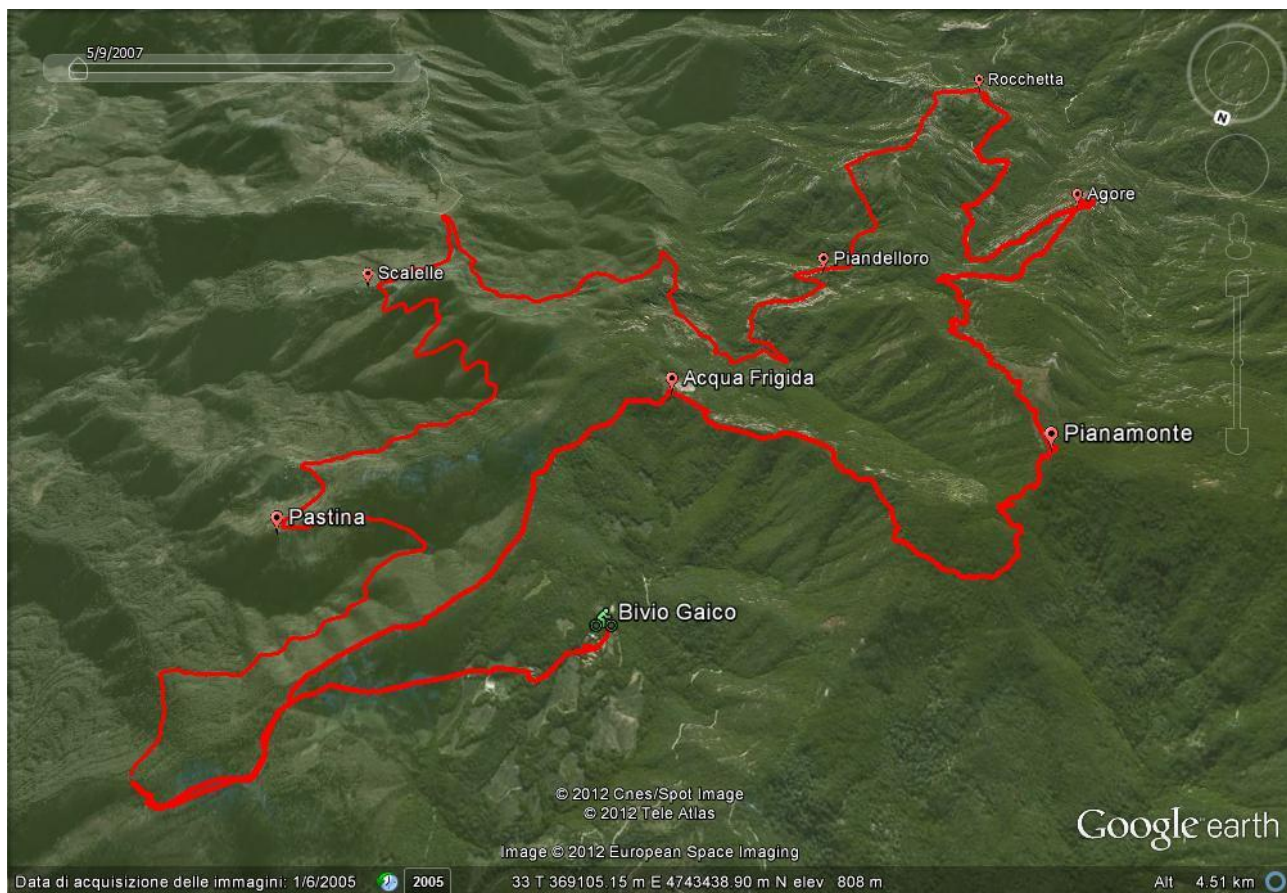 5/9/2007
Rocchetta
N
Agore
Piandelloro
Scalelle
Acqua Frigida
Pianamonte
Pastina
Bivio Gaico
© 2012 Cnes/Spot Image
© 2012 Tele Atlas
Image © 2012 European Space Imaging
Google earth
Data di acquisizione delle immagini: 1/6/2005 2005 33 T 369105.15 m E 4743438.90 m N elev 808 m Alt 4.51 km